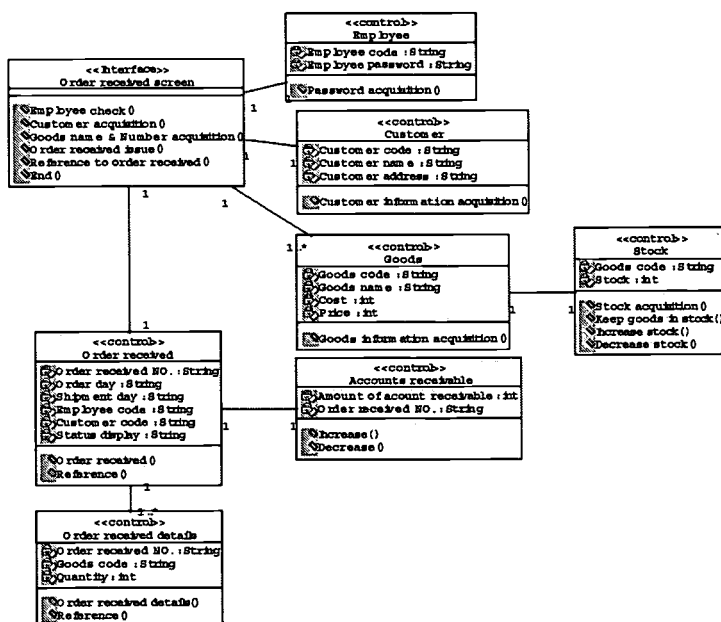 <<control>>
Employee
Employee code :String
Employee password :String
Password acquisition()
<<Interface>>
Order received screen
Employee check()
Customer acquisition()
Goods name & Number acquisition()
Order received issue()
Reference to order received()
End()
1
1
1
1
1
1
<<control>>
Customer
Customer code :String
Customer name :String
Customer address :String
Customer information acquisition()
1..*
<<control>>
Goods
Goods code :String
Goods name :String
Cost :int
Price :int
Goods information acquisition()
1
1
<<control>>
Stock
Goods code :String
Stock :int
Stock acquisition()
Keep goods in stock()
Increase stock()
Decrease stock()
1
<<control>>
Order received
Order received NO. :String
Order day :String
Shipment day :String
Employee code :String
Customer code :String
Status display :String
Order received()
Reference()
1
1
<<control>>
Accounts receivable
Amount of acount receivable :int
Order received NO. :String
Increase()
Decrease()
1
1..*
<<control>>
Order received details
Order received NO. :String
Goods code :String
Quantity :int
Order received details()
Reference()